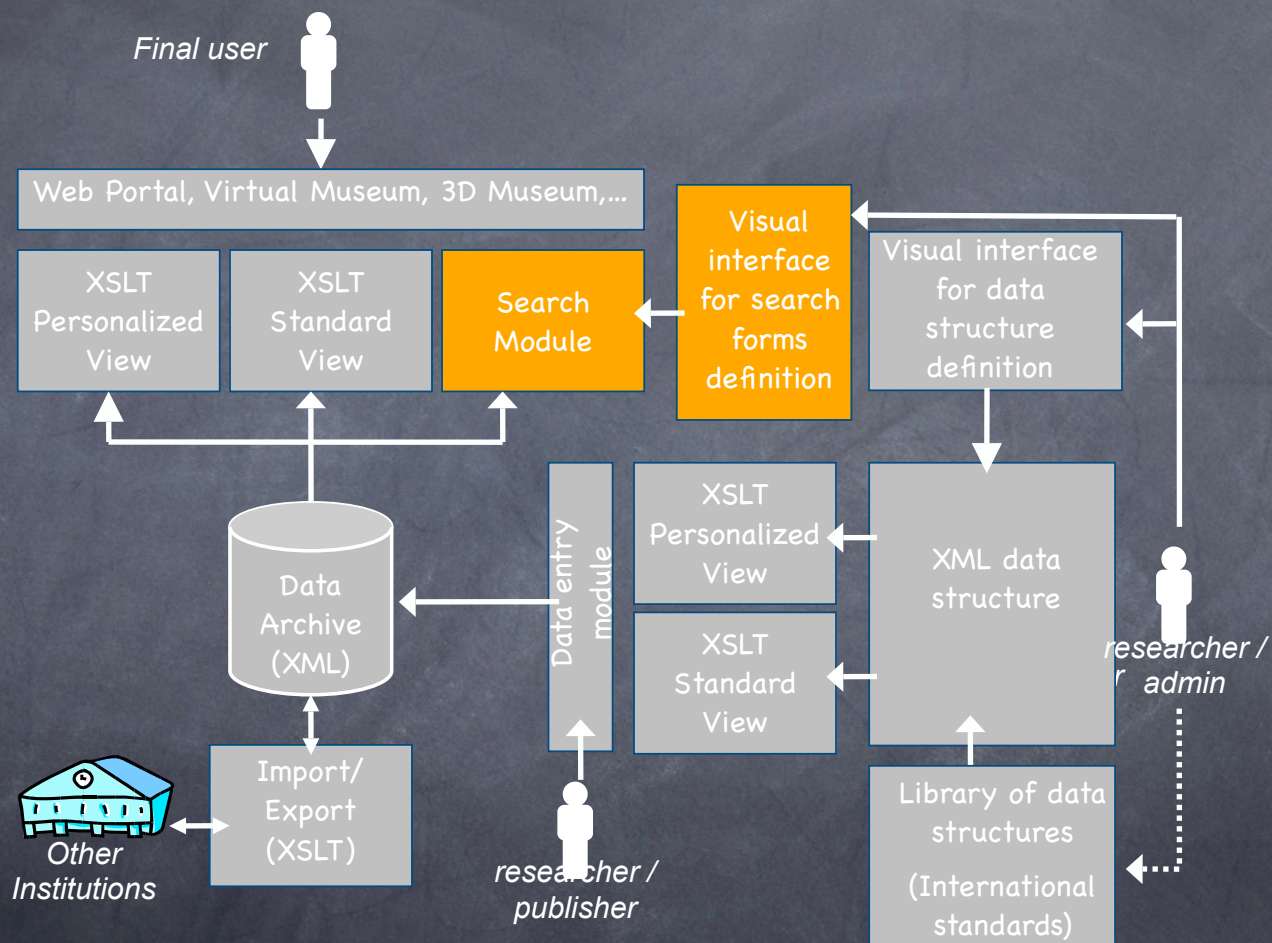 Final user
Web Portal, Virtual Museum, 3D Museum,...
XSLT
Personalized
View
XSLT
Standard
View
Search
Module
Visual
interface
for search
forms
definition
Visual interface
for data
structure
definition
Data
Archive
(XML)
Data entry
module
XSLT
Personalized
View
XSLT
Standard
View
XML data
structure
researcher /
r admin
Import/
Export
(XSLT)
Other
Institutions
researcher /
publisher
Library of data
structures
(International
standards)